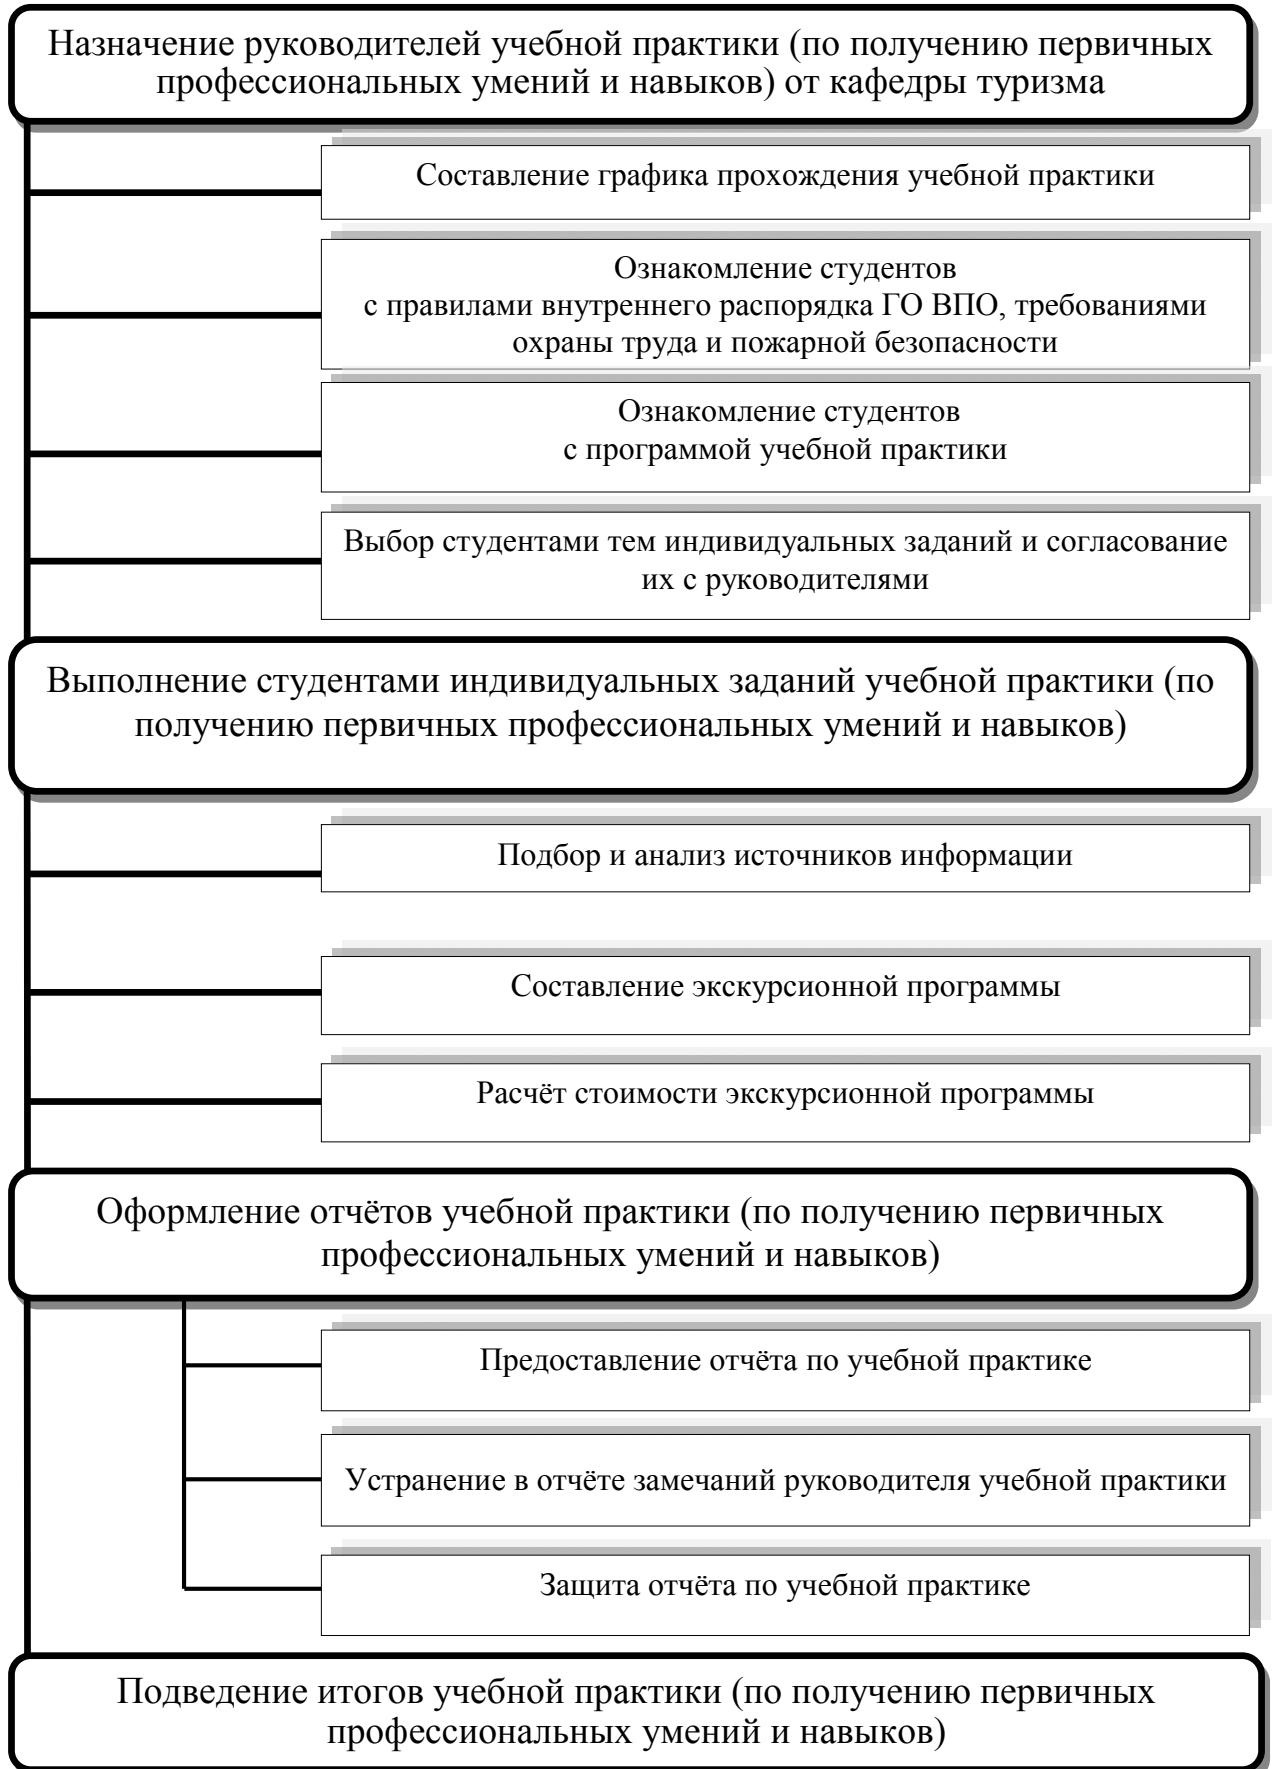 Назначение руководителей учебной практики (по получению первичных
профессиональных умений и навыков) от кафедры туризма
Составление графика прохождения учебной практики
Ознакомление студентов
с правилами внутреннего распорядка ГО ВПО, требованиями
охраны труда и пожарной безопасности
Ознакомление студентов
с программой учебной практики
Выбор студентами тем индивидуальных заданий и согласование
их с руководителями
Выполнение студентами индивидуальных заданий учебной практики (по
получению первичных профессиональных умений и навыков)
Подбор и анализ источников информации
Составление экскурсионной программы
Расчёт стоимости экскурсионной программы
Оформление отчётов учебной практики (по получению первичных
профессиональных умений и навыков)
Предоставление отчёта по учебной практике
Устранение в отчёте замечаний руководителя учебной практики
Защита отчёта по учебной практике
Подведение итогов учебной практики (по получению первичных
профессиональных умений и навыков)